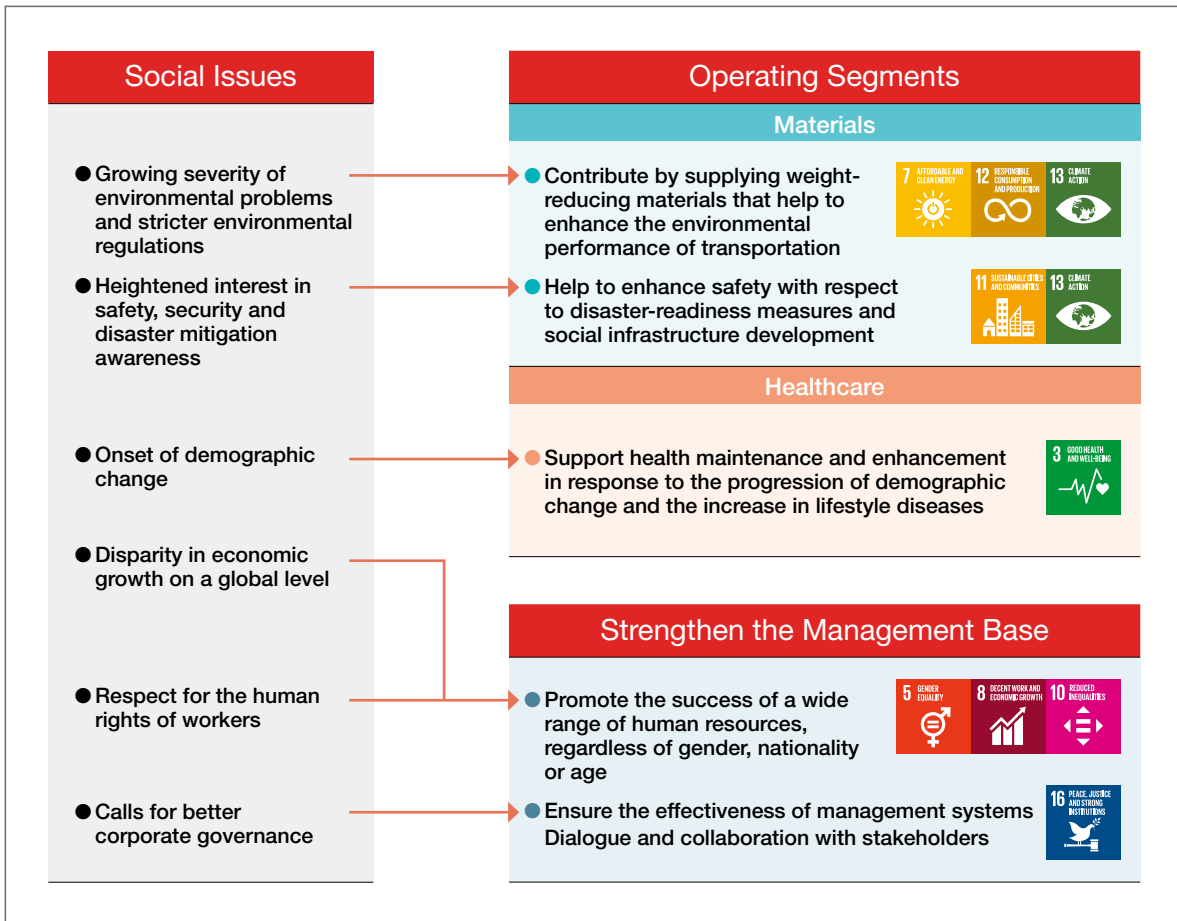 Social Issues
● Growing severity of
environmental problems
and stricter environmental
regulations
● Heightened interest in
safety, security and
disaster mitigation
awareness
● Onset of demographic
change
● Disparity in economic
growth on a global level
● Respect for the human
rights of workers
● Calls for better
corporate governance
Operating Segments
Materials
● Contribute by supplying weight-
reducing materials that help to
enhance the environmental
performance of transportation
7 AFFORDABLE AND
CLEAN ENERGY
12 RESPONSIBLE
CONSUMPTION
AND PRODUCTION
13 CLIMATE
ACTION
● Help to enhance safety with respect
to disaster-readiness measures and
social infrastructure development
11 SUSTAINABLE CITIES
AND COMMUNITIES
13 CLIMATE
ACTION
Healthcare
● Support health maintenance and enhancement
in response to the progression of demographic
change and the increase in lifestyle diseases
3 GOOD HEALTH
AND WELL-BEING
Strengthen the Management Base
● Promote the success of a wide
range of human resources,
regardless of gender, nationality
or age
5 GENDER
EQUALITY
8 DECENT WORK AND
ECONOMIC GROWTH
10 REDUCED
INEQUALITIES
● Ensure the effectiveness of management systems
Dialogue and collaboration with stakeholders
16 PEACE, JUSTICE
AND STRONG
INSTITUTIONS